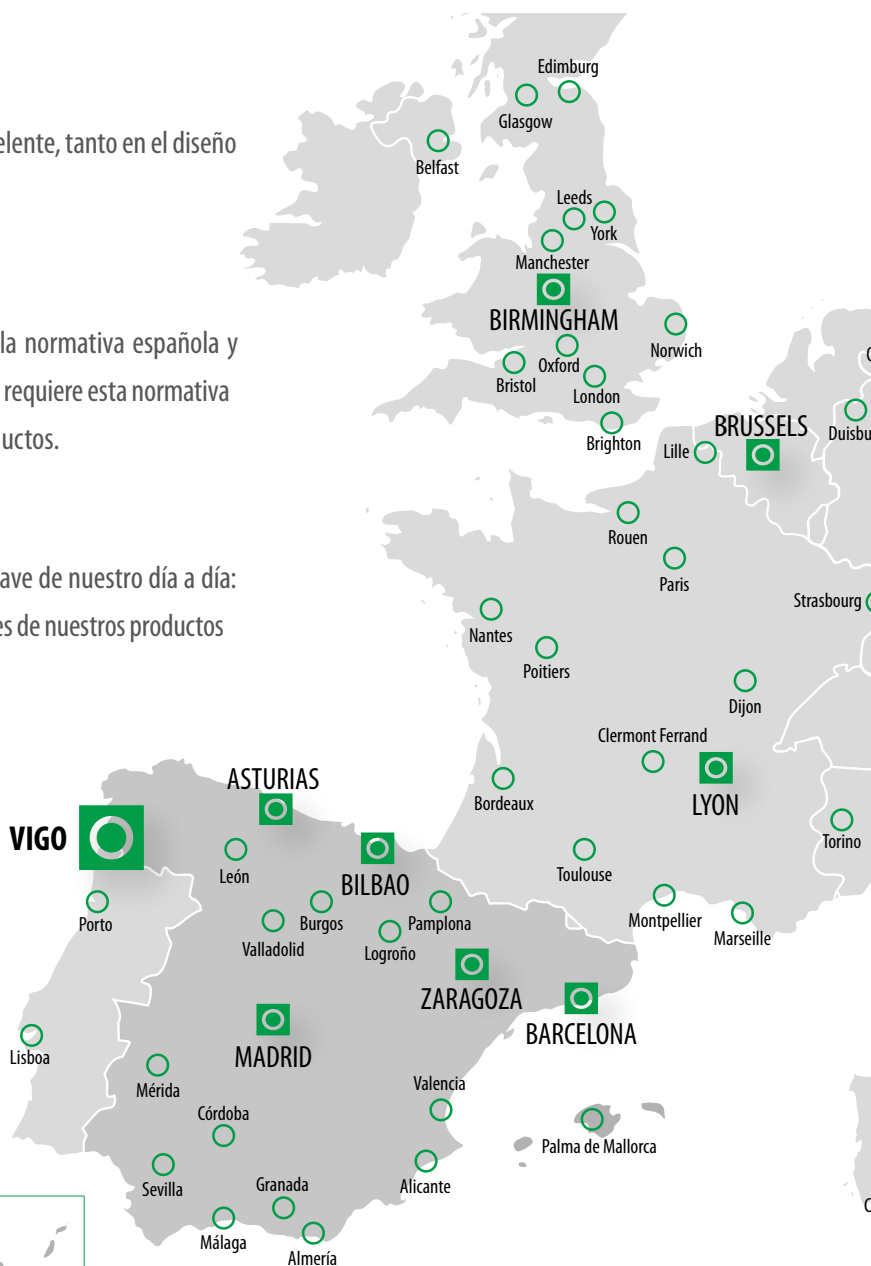 elente, tanto en el diseño
la normativa española y
requiere esta normativa
uctos.
ave de nuestro día a día:
es de nuestros productos
Edimburg
Glasgow
Belfast
Leeds
York
Manchester
BIRMINGHAM
Norwich
Oxford
Bristol
London
Brighton
BRUSSELS
Duisbu
Lille
Rouen
Paris
Strasbourg
Nantes
Poitiers
Dijon
Clermont Ferrand
LYON
Bordeaux
Torino
Toulouse
Montpellier
Marseille
ASTURIAS
VIGO
León
BILBAO
Porto
Burgos
Pamplona
Valladolid
Logroño
ZARAGOZA
BARCELONA
MADRID
Lisboa
Mérida
Valencia
Córdoba
Palma de Mallorca
Sevilla
Granada
Alicante
Málaga
Almería